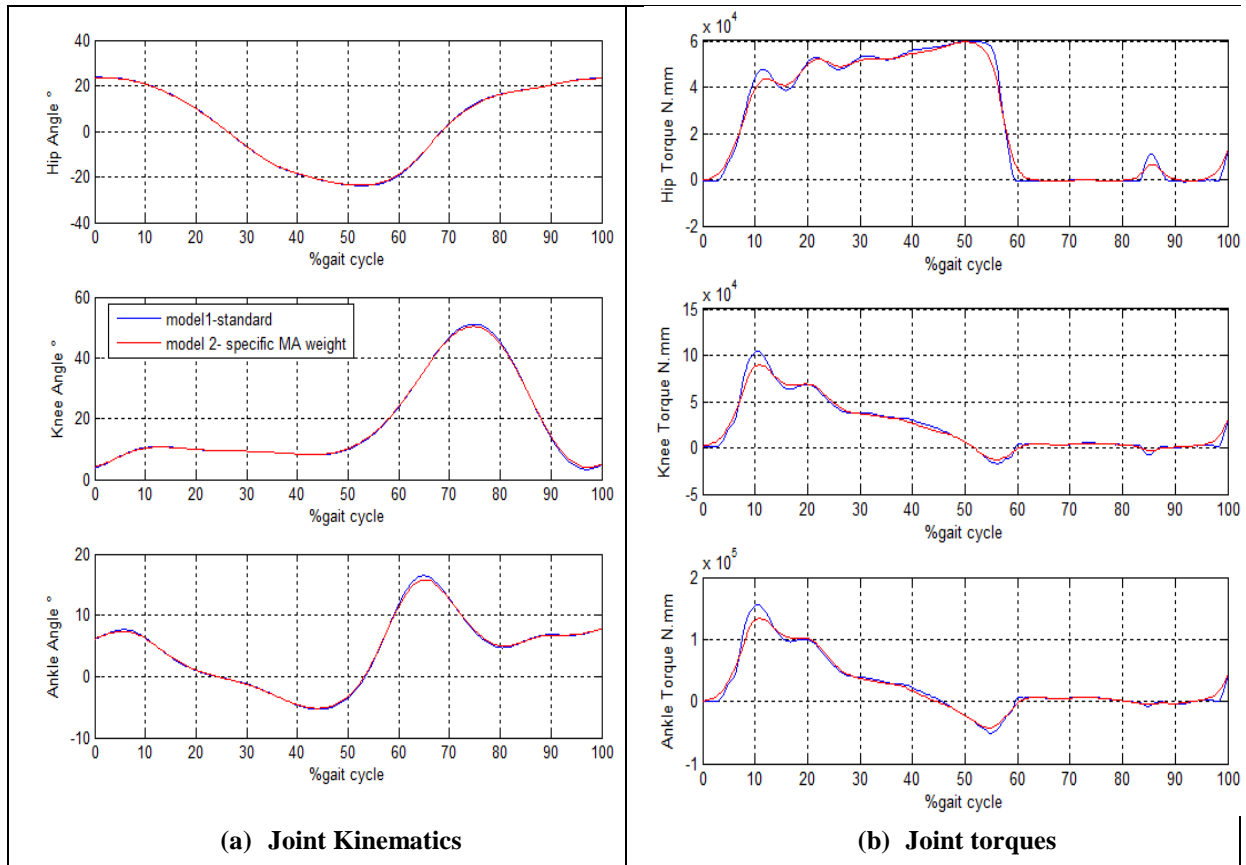 40
20
0
-20
-40
Hip Angle °
0 10 20 30 40 50 60 70 80 90 100
%gait cycle
60
40
20
0
Knee Angle °
model1-standard
model 2- specific MA weight
0 10 20 30 40 50 60 70 80 90 100
%gait cycle
20
10
0
-10
Ankle Angle °
0 10 20 30 40 50 60 70 80 90 100
%gait cycle
(a) Joint Kinematics
x 10^4
6
4
2
0
-2
Hip Torque N.mm
0 10 20 30 40 50 60 70 80 90 100
%gait cycle
x 10^4
15
10
5
0
-5
Knee Torque N.mm
0 10 20 30 40 50 60 70 80 90 100
%gait cycle
x 10^5
2
1
0
-1
Ankle Torque N.mm
0 10 20 30 40 50 60 70 80 90 100
%gait cycle
(b) Joint torques